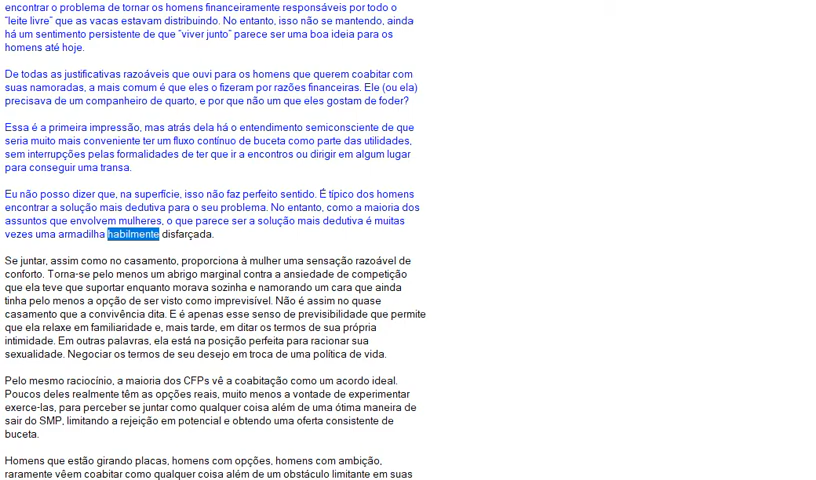 encontrar o problema de tornar os homens financeiramente responsáveis por todo o
"leite livre" que as vacas estavam distribuindo. No entanto, isso não se mantendo, ainda
há um sentimento persistente de que "viver junto" parece ser uma boa ideia para os
homens até hoje.
De todas as justificativas razoáveis que ouvi para os homens que querem coabitar com
suas namoradas, a mais comum é que eles o fizeram por razões financeiras. Ele (ou ela)
precisava de um companheiro de quarto, e por que não um que eles gostam de foder?
Essa é a primeira impressão, mas atrás dela há o entendimento semiconsciente de que
seria muito mais conveniente ter um fluxo contínuo de buceta como parte das utilidades,
sem interrupções pelas formalidades de ter que ir a encontros ou dirigir em algum lugar
para conseguir uma transa.
Eu não posso dizer que, na superfície, isso não faz perfeito sentido. É típico dos homens
encontrar a solução mais dedutiva para o seu problema. No entanto, como a maioria dos
assuntos que envolvem mulheres, o que parece ser a solução mais dedutiva é muitas
vezes uma armadilha habilmente disfarçada.
Se juntar, assim como no casamento, proporciona à mulher uma sensação razoável de
conforto. Torna-se pelo menos um abrigo marginal contra a ansiedade de competição
que ela teve que suportar enquanto morava sozinha e namorando um cara que ainda
tinha pelo menos a opção de ser visto como imprevisível. Não é assim no quase
casamento que a convivência dita. E é apenas esse senso de previsibilidade que permite
que ela relaxe em familiaridade e, mais tarde, em ditar os termos de sua própria
intimidade. Em outras palavras, ela está na posição perfeita para racionar sua
sexualidade. Negociar os termos de seu desejo em troca de uma política de vida.
Pelo mesmo raciocínio, a maioria dos CFPs vê a coabitação como um acordo ideal.
Poucos deles realmente têm as opções reais, muito menos a vontade de experimentar
exerce-las, para perceber se juntar como qualquer coisa além de uma ótima maneira de
sair do SMP, limitando a rejeição em potencial e obtendo uma oferta consistente de
buceta.
Homens que estão girando placas, homens com opções, homens com ambição,
raramente vêem coabitar como qualquer coisa além de um obstáculo limitante em suas